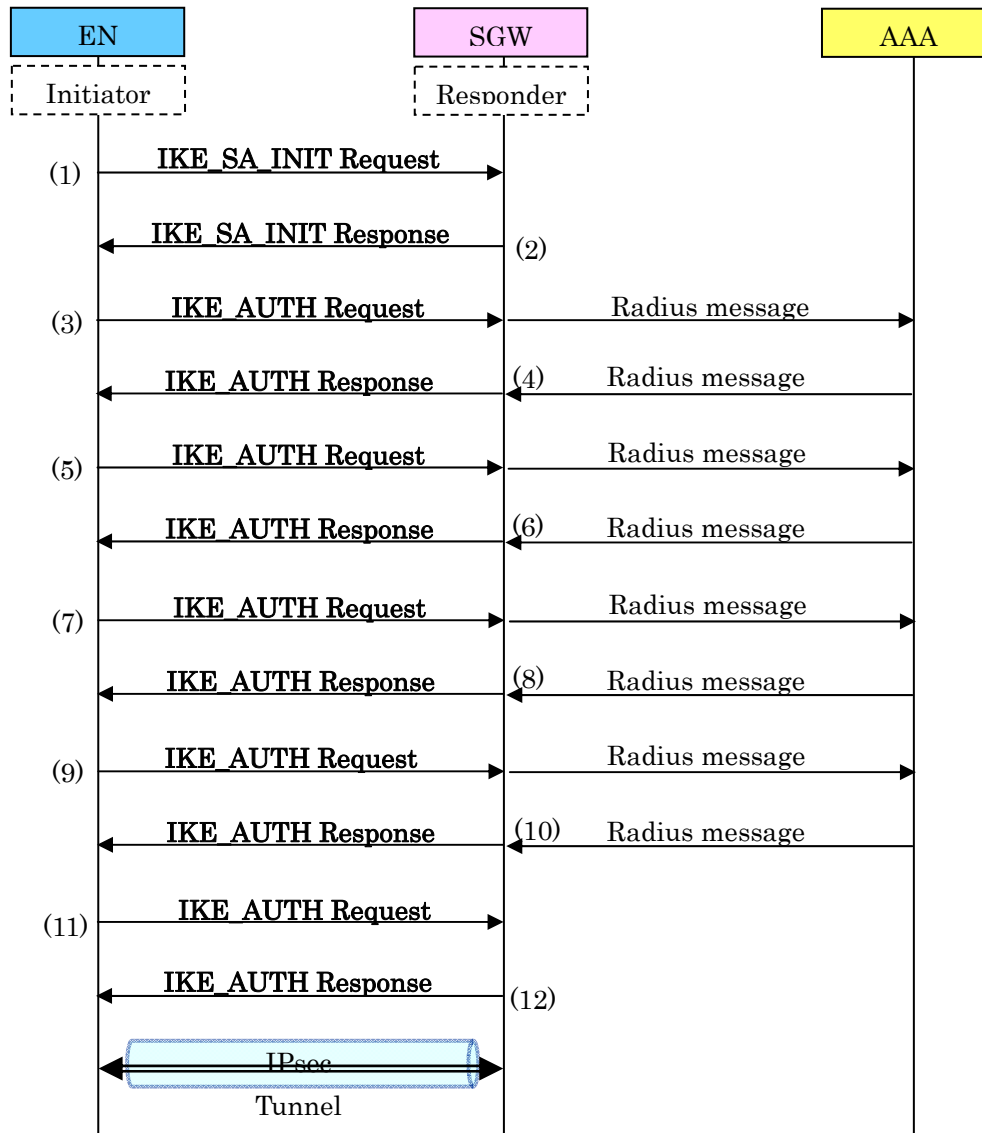 EN SGW AAA
Initiator Responder
(1) IKE_SA_INIT Request
IKE_SA_INIT Response (2)
(3) IKE_AUTH Request Radius message
IKE_AUTH Response (4) Radius message
(5) IKE_AUTH Request Radius message
IKE_AUTH Response (6) Radius message
(7) IKE_AUTH Request Radius message
IKE_AUTH Response (8) Radius message
(9) IKE_AUTH Request Radius message
IKE_AUTH Response (10) Radius message
(11) IKE_AUTH Request
IKE_AUTH Response (12)
IPsec
Tunnel